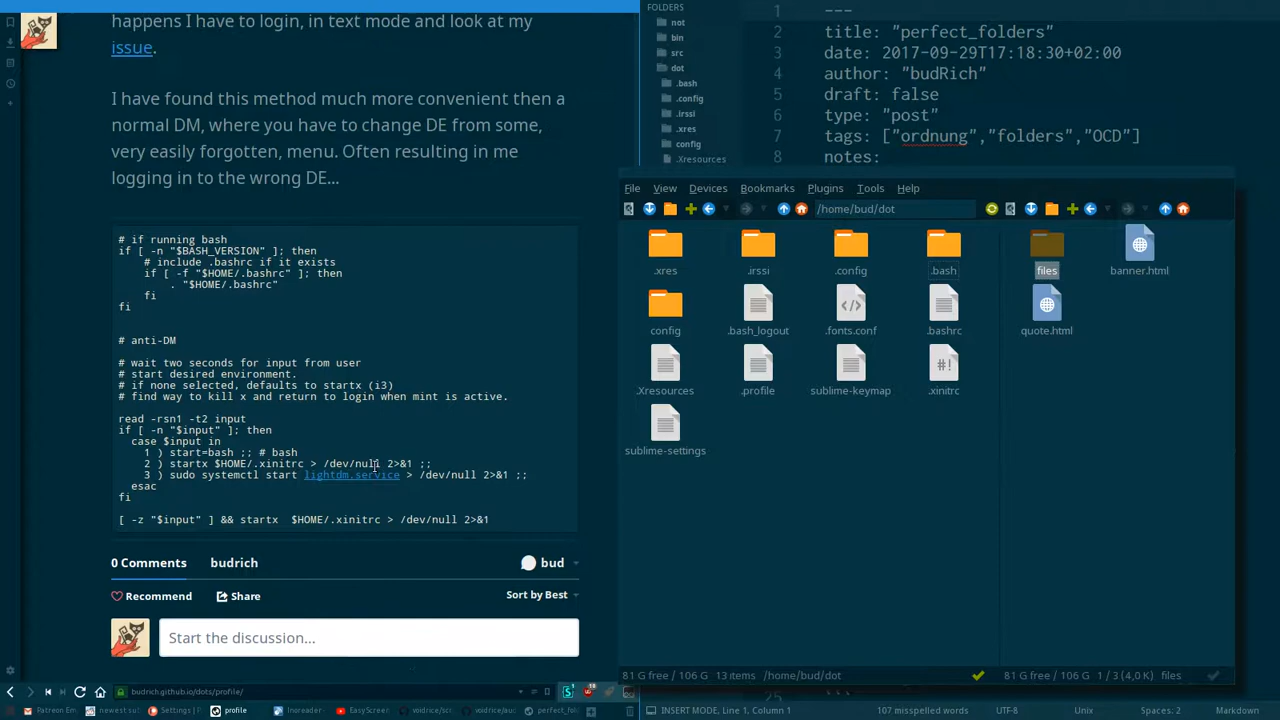 happens I have to login, in text mode and look at my
issue.
I have found this method much more convenient then a
normal DM, where you have to change DE from some,
very easily forgotten, menu. Often resulting in me
logging in to the wrong DE...
# if running bash
if [ -n "$BASH_VERSION" ]; then
    # include .bashrc if it exists
    if [ -f "$HOME/.bashrc" ]; then
        . "$HOME/.bashrc"
    fi
fi
# anti-DM
# wait two seconds for input from user
# start desired environment.
# if none selected, defaults to startx (i3)
# find way to kill x and return to login when mint is active.
read -rsn1 -t2 input
if [ -n "$input" ]; then
  case $input in
    1 ) start=bash ;; # bash
    2 ) startx $HOME/.xinitrc > /dev/null 2>&1 ;;
    3 ) sudo systemctl start lightdm.service > /dev/null 2>&1 ;;
  esac
fi
[ -z "$input" ] && startx  $HOME/.xinitrc > /dev/null 2>&1
0 Comments budrich bud
Recommend Share Sort by Best
Start the discussion...
budrich.github.io/dots/profile/
Patreon Em newest sub Settings | P profile Inoreader EasyScreen voidrice/scr voidrice/auc perfect_fol
FOLDERS
not
bin
src
dot
.bash
.config
.irssi
.xres
config
.Xresources
1 ---
2 title: "perfect_folders"
3 date: 2017-09-29T17:18:30+02:00
4 author: "budRich"
5 draft: false
6 type: "post"
7 tags: ["ordnung","folders","OCD"]
8 notes:
File View Devices Bookmarks Plugins Tools Help
/home/bud/dot
.xres .irssi .config .bash files banner.html
config .bash_logout .fonts.conf .bashrc quote.html
.Xresources .profile sublime-keymap .xinitrc
sublime-settings
81 G free / 106 G 13 items /home/bud/dot 81 G free / 106 G 1 / 3 (4,0 K) files
25
INSERT MODE, Line 1, Column 1 107 misspelled words UTF-8 Unix Spaces: 2 Markdown